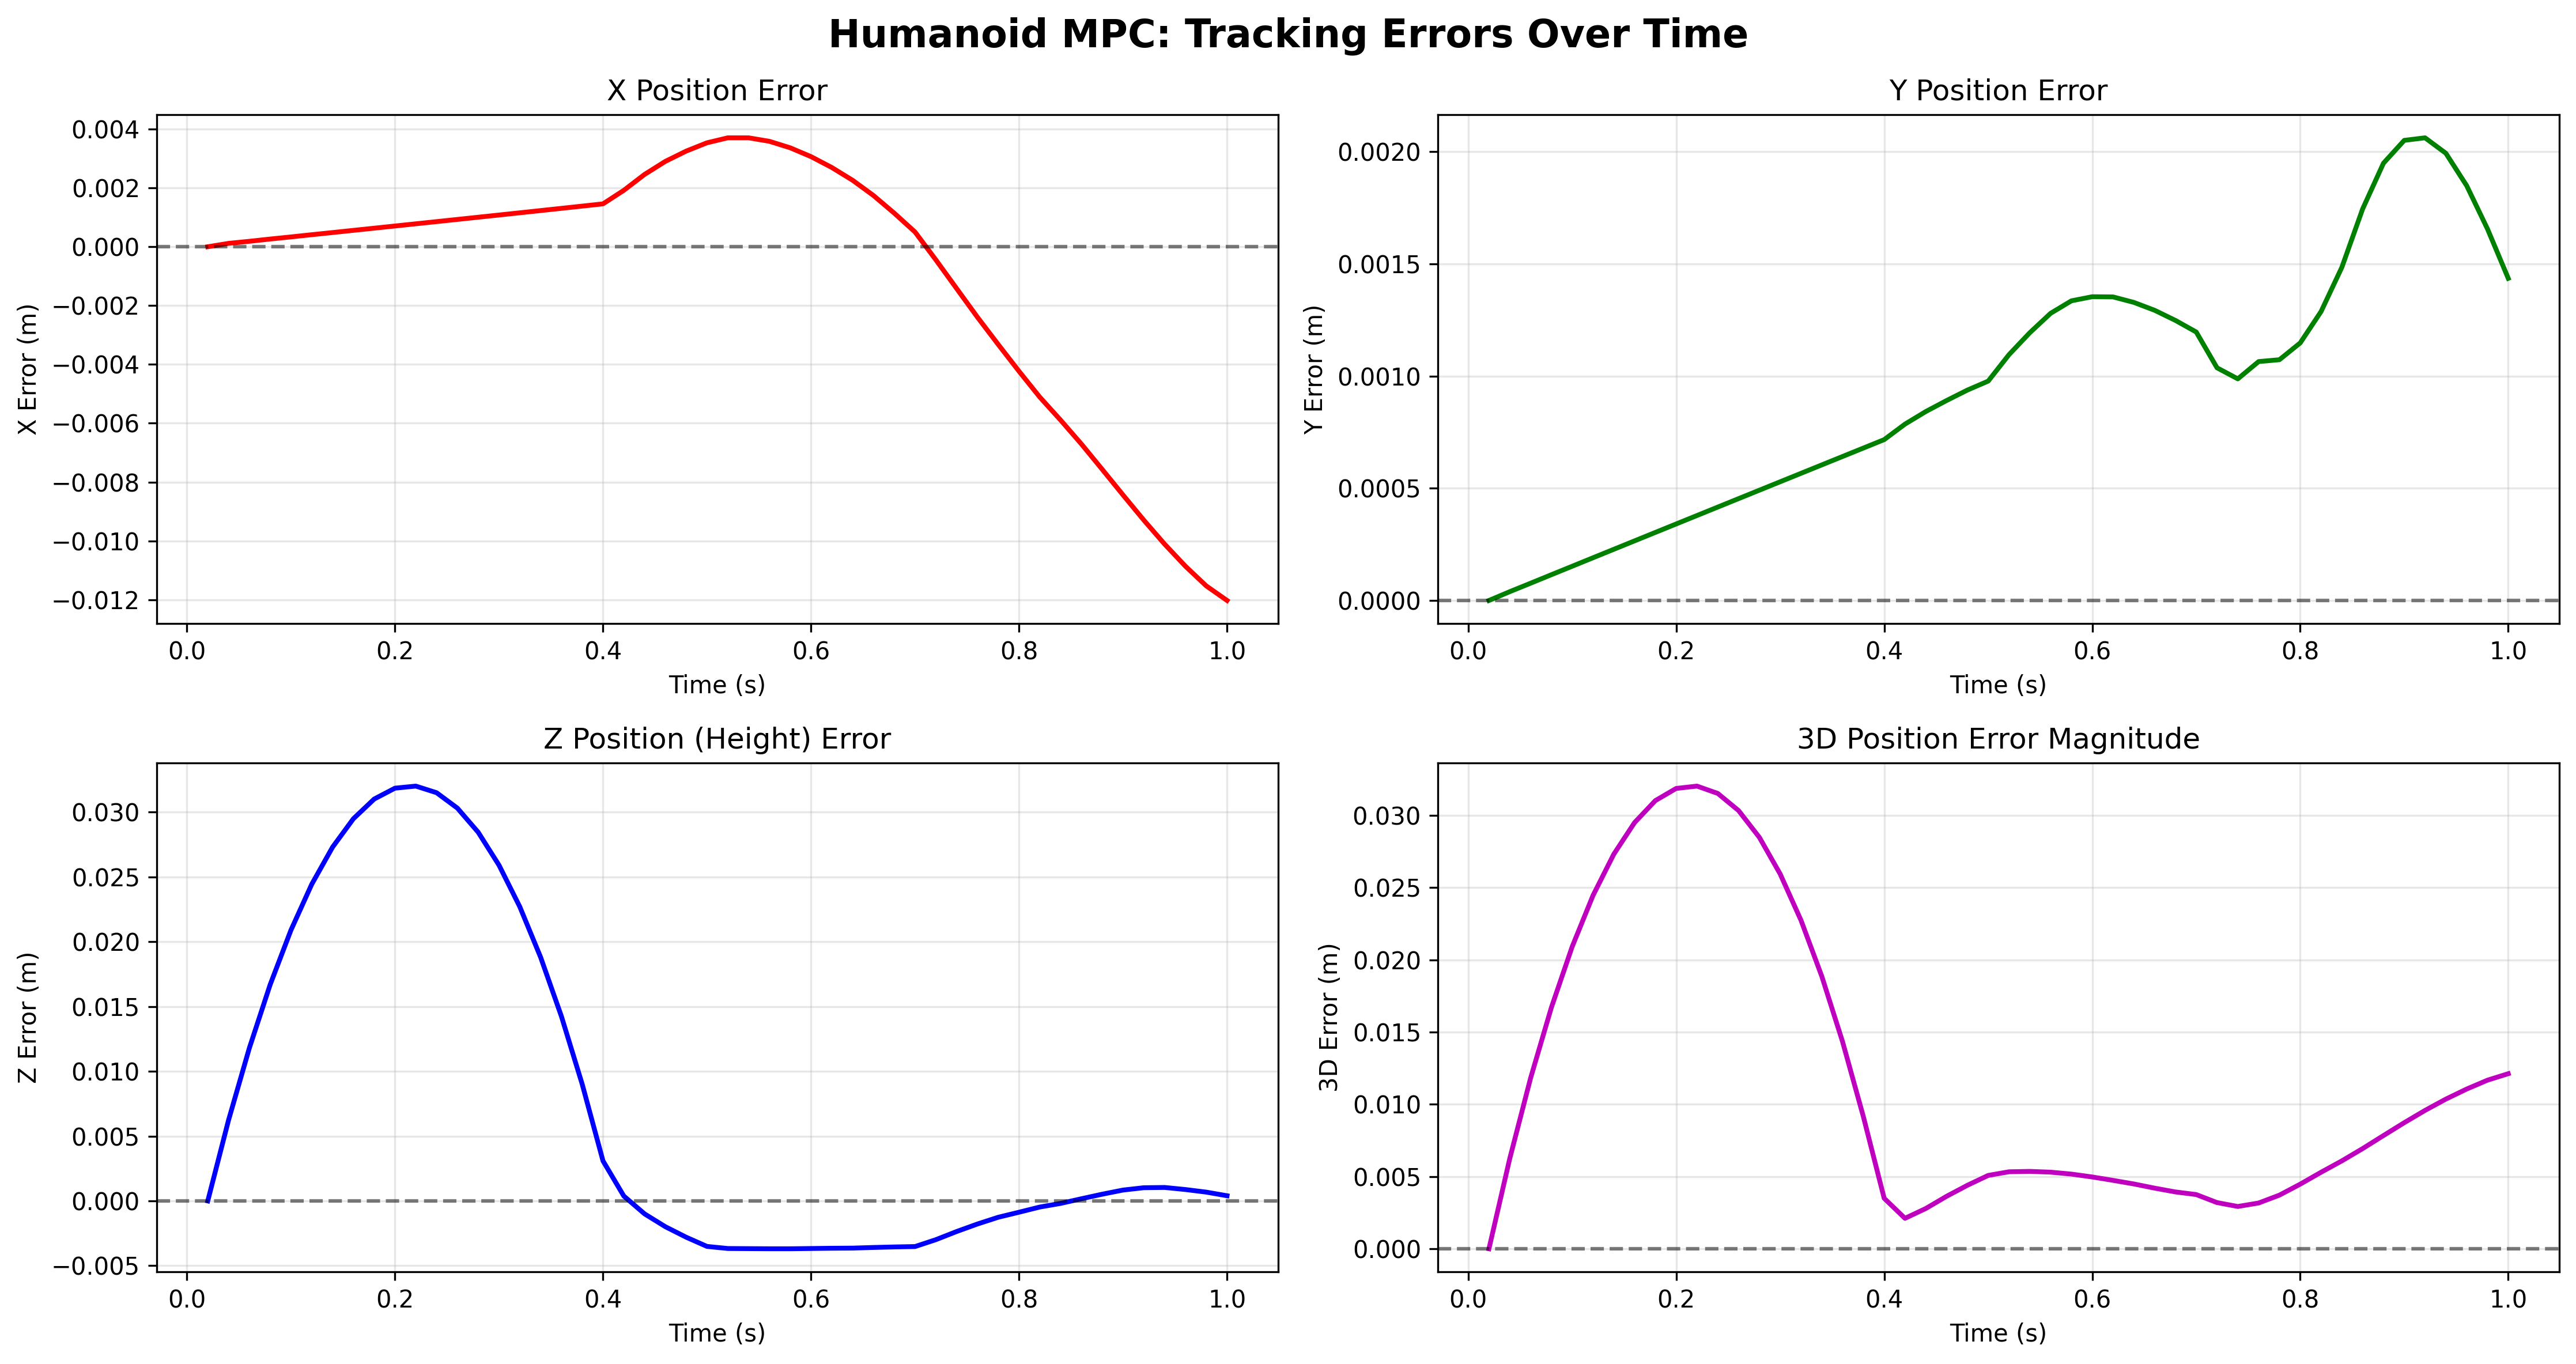 Humanoid MPC: Tracking Errors Over Time
X Position Error
X Error (m)
0.004
0.002
0.000
−0.002
−0.004
−0.006
−0.008
−0.010
−0.012
0.0 0.2 0.4 0.6 0.8 1.0
Time (s)
Y Position Error
Y Error (m)
0.0020
0.0015
0.0010
0.0005
0.0000
0.0 0.2 0.4 0.6 0.8 1.0
Time (s)
Z Position (Height) Error
Z Error (m)
0.030
0.025
0.020
0.015
0.010
0.005
0.000
−0.005
0.0 0.2 0.4 0.6 0.8 1.0
Time (s)
3D Position Error Magnitude
3D Error (m)
0.030
0.025
0.020
0.015
0.010
0.005
0.000
0.0 0.2 0.4 0.6 0.8 1.0
Time (s)